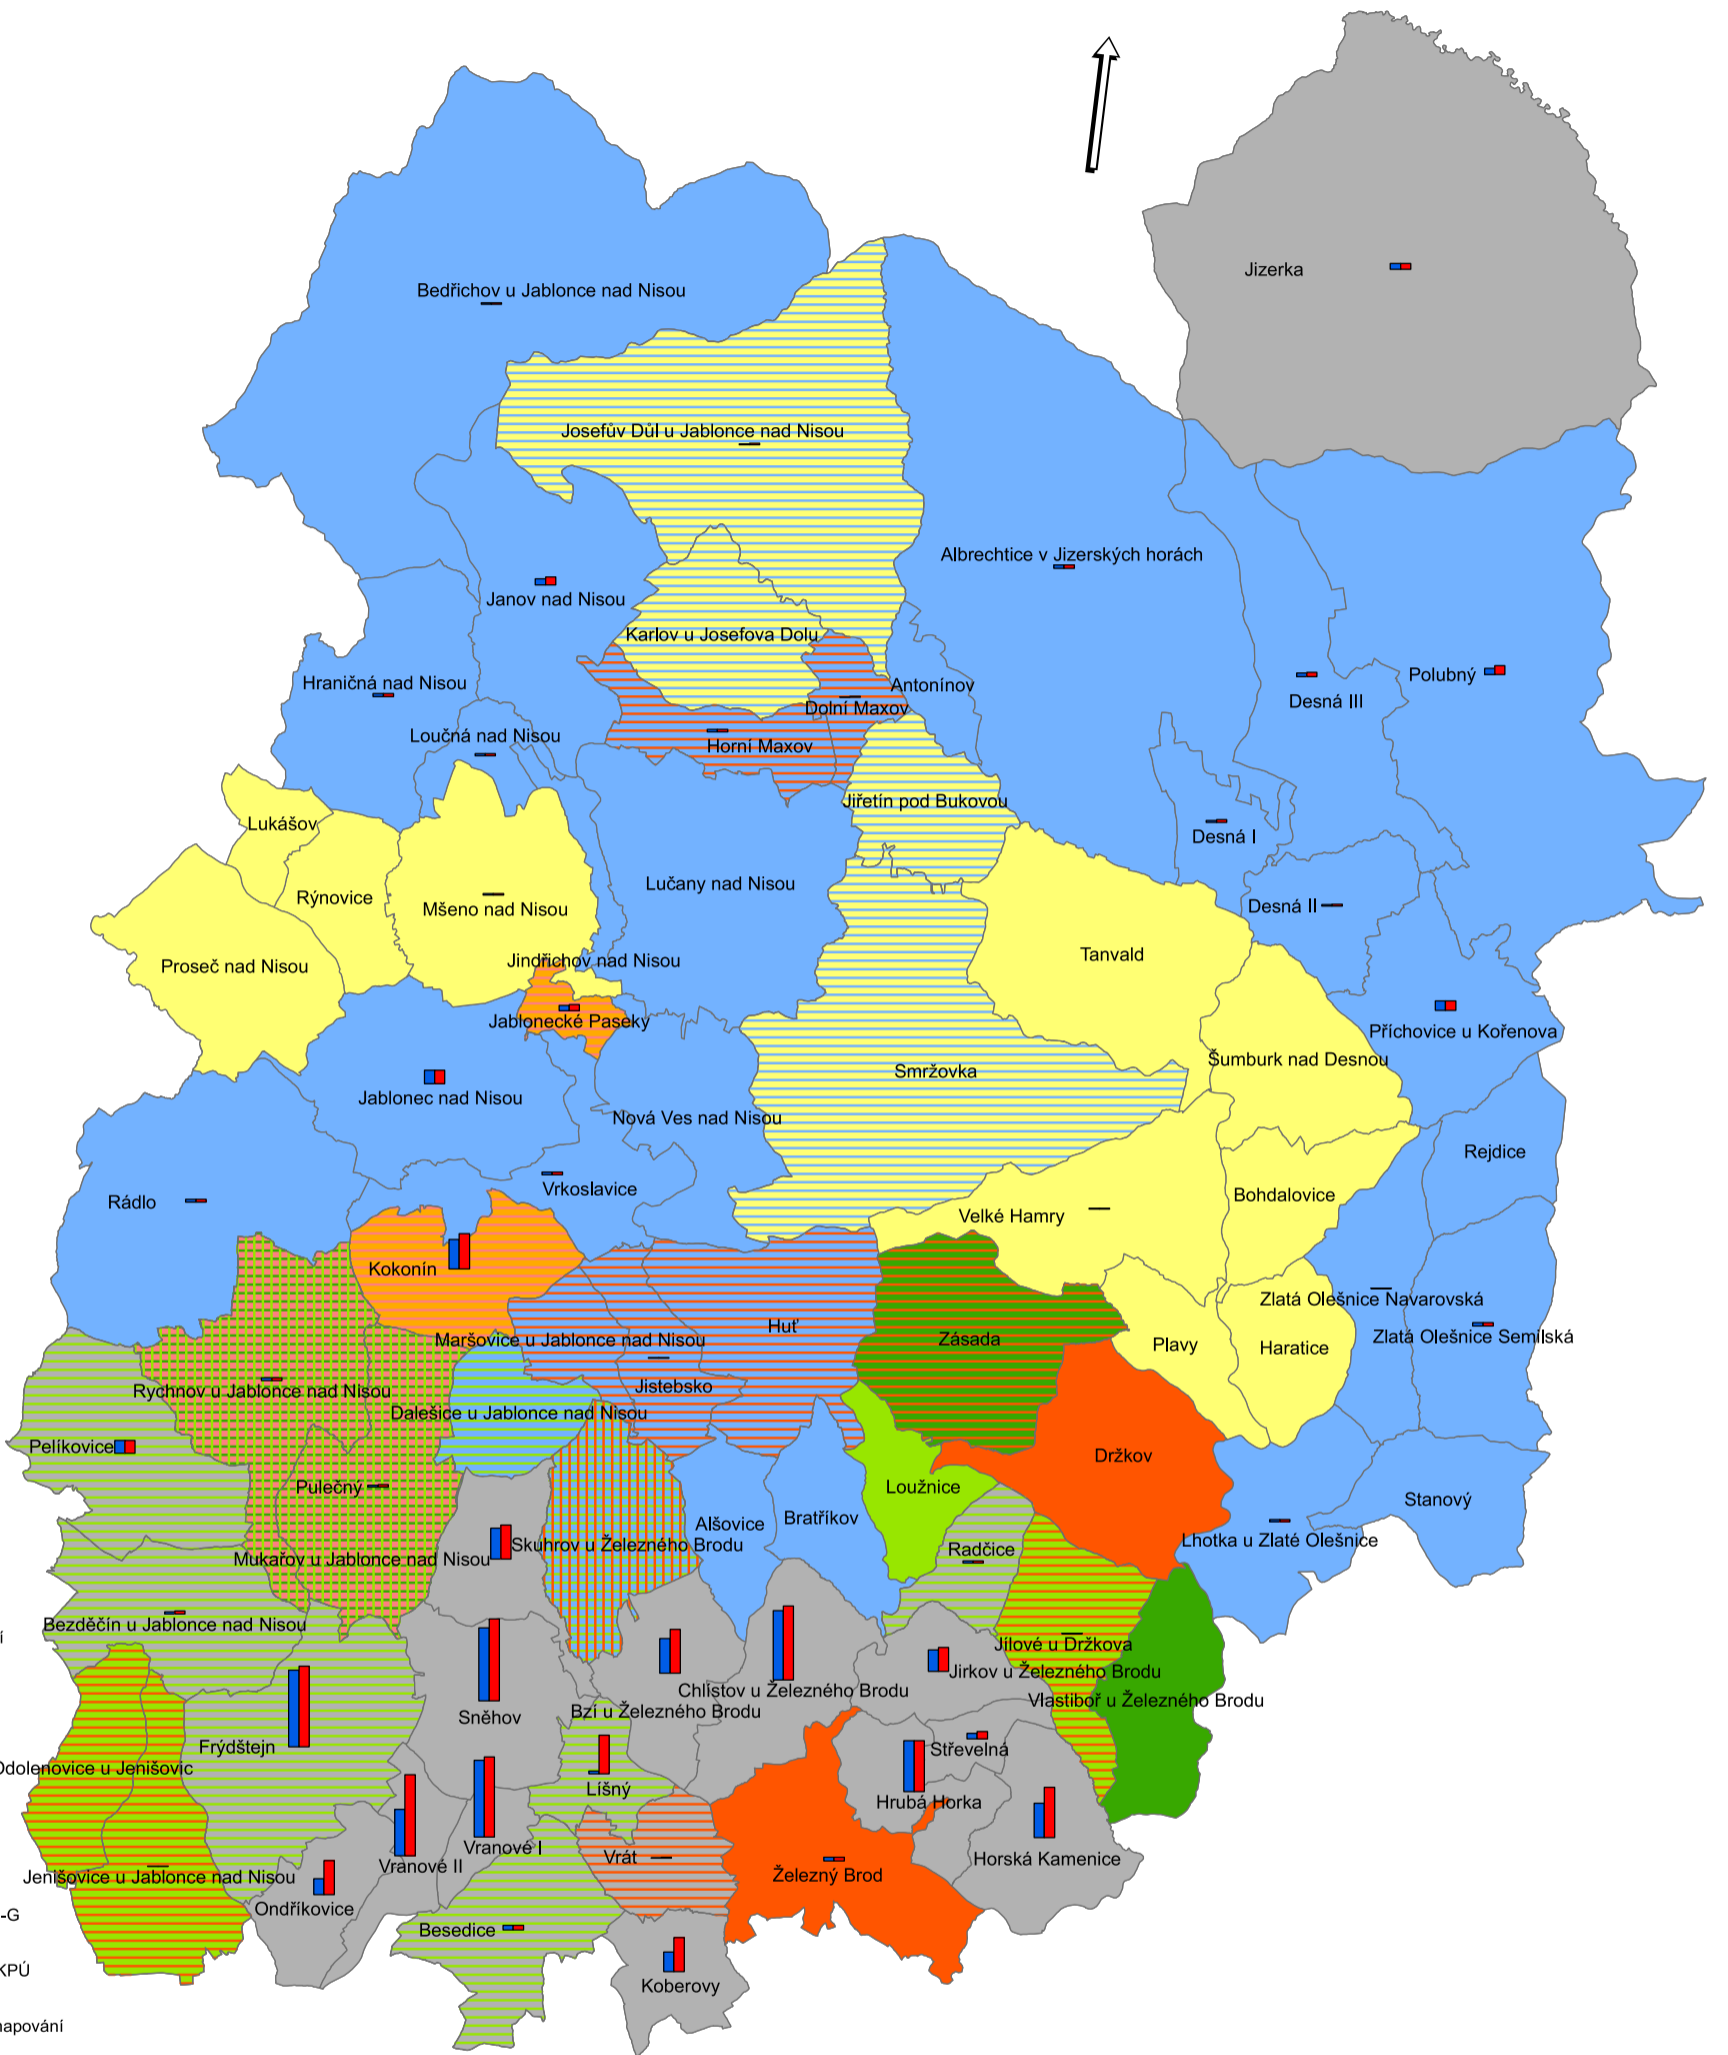 Jizerka
Bedřichov u Jablonce nad Nisou
Josefův Důl u Jablonce nad Nisou
Albrechtice v Jizerských horách
Janov nad Nisou
Karlov u Josefova Dolu
Hraničná nad Nisou
Antonínov
Polubný
Desná III
Dolní Maxov
Loučná nad Nisou
Horní Maxov
Jiřetín pod Bukovou
Lukášov
Desná I
Lučany nad Nisou
Rýnovice
Mšeno nad Nisou
Desná II
Tanvald
Jindřichov nad Nisou
Proseč nad Nisou
Jablonecké Paseky
Příchovice u Kořenova
Šumburk nad Desnou
Smržovka
Jablonec nad Nisou
Nová Ves nad Nisou
Rejdice
Vrkoslavice
Bohdalovice
Rádlo
Velké Hamry
Kokonín
Zlatá Olešnice Navarovská
Huť
Zlatá Olešnice Semilská
Maršovice u Jablonce nad Nisou
Zásada
Plavy
Haratice
Jistebsko
Rychnov u Jablonce nad Nisou
Dalešice u Jablonce nad Nisou
Pelíkovice
Držkov
Pulečný
Loužnice
Stanový
Bratříkov
Alšovice
Lhotka u Zlaté Olešnice
Skuhrov u Železného Brodu
Radčice
Mukařov u Jablonce nad Nisou
Bezděčín u Jablonce nad Nisou
í
Jílové u Držkova
Jirkov u Železného Brodu
Chlístov u Železného Brodu
Vlastiboř u Železného Brodu
Bzí u Železného Brodu
Sněhov
Frýdštejn
Střevelná
Odolenovice u Jenišovic
Líšný
Hrubá Horka
Vranové I
Vrát
Horská Kamenice
Vranové II
Železný Brod
Jenišovice u Jablonce nad Nisou
Ondříkovice
-G
Besedice
KPÚ
Koberovy
mapování